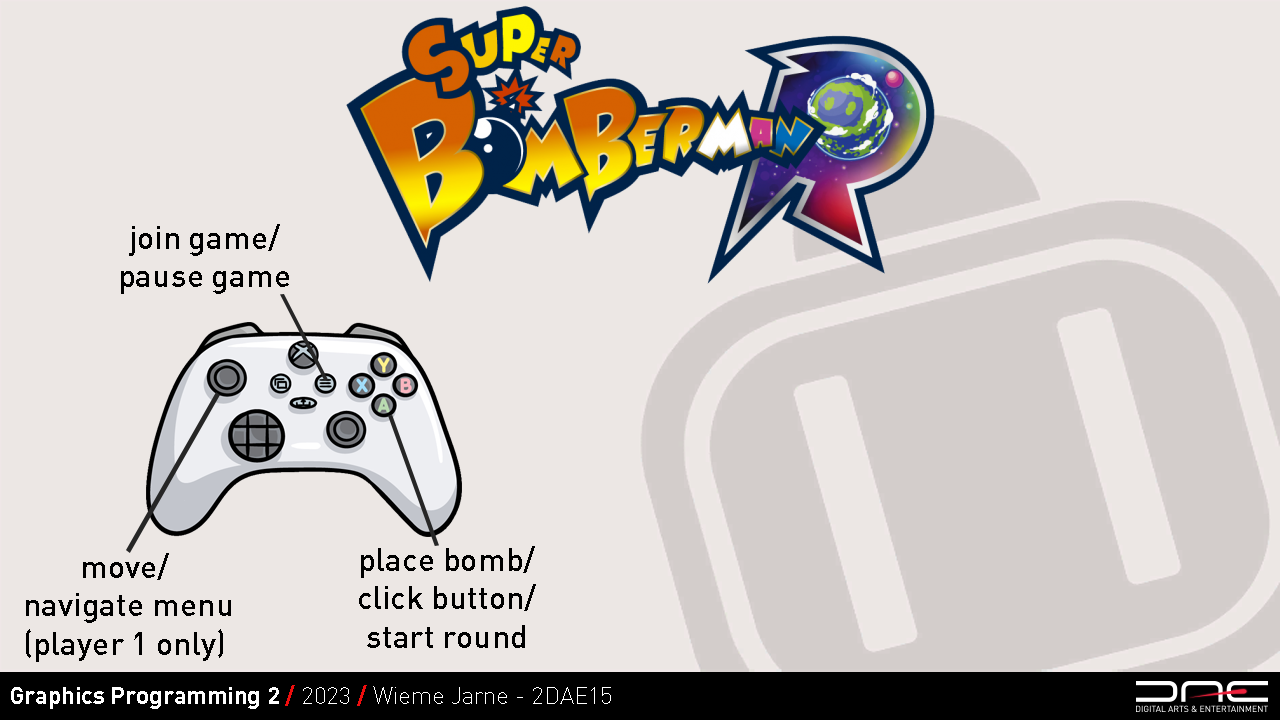 SUPER
BOMBERMAN R
join game/
pause game
Y
X B
A
move/
navigate menu
(player 1 only)
place bomb/
click button/
start round
Graphics Programming 2 / 2023 / Wieme Jarne - 2DAE15
DAE
DIGITAL ARTS & ENTERTAINMENT